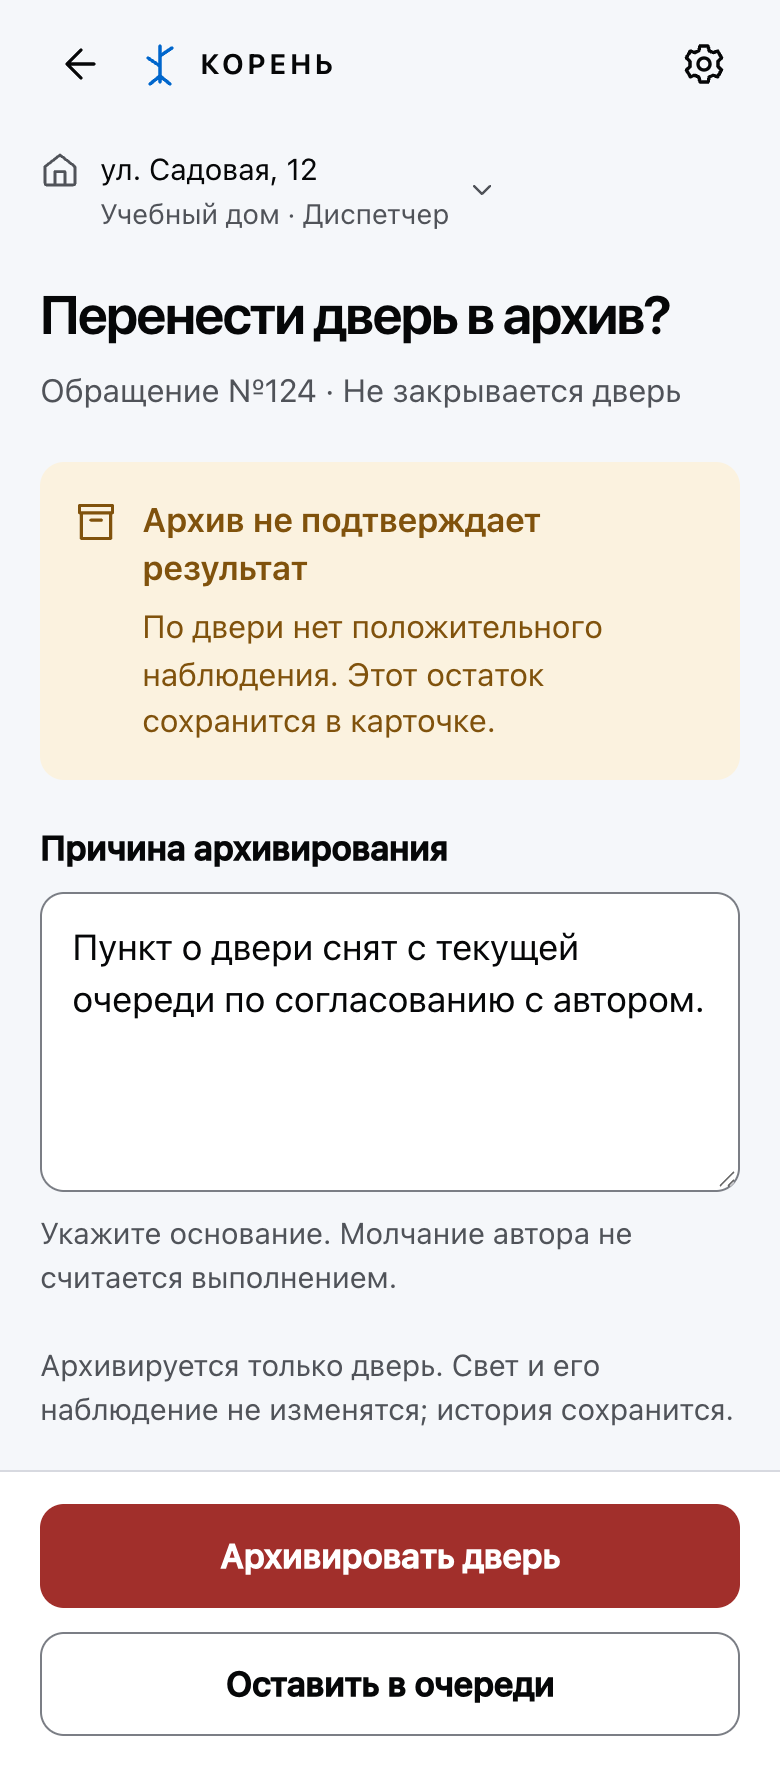 КОРЕНЬ
ул. Садовая, 12
Учебный дом · Диспетчер
Перенести дверь в архив?
Обращение №124 · Не закрывается дверь
Архив не подтверждает
результат
По двери нет положительного
наблюдения. Этот остаток
сохранится в карточке.
Причина архивирования
Пункт о двери снят с текущей
очереди по согласованию с автором.
Укажите основание. Молчание автора не
считается выполнением.
Архивируется только дверь. Свет и его
наблюдение не изменятся; история сохранится.
Архивировать дверь
Оставить в очереди